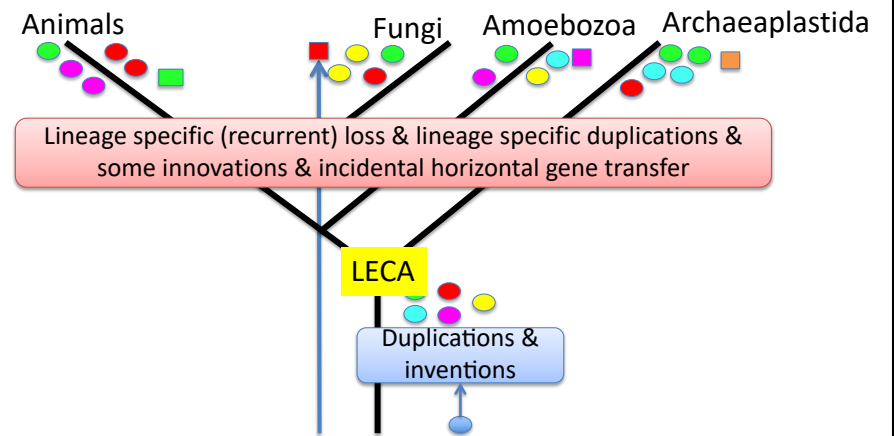 Animals
Fungi
Amoebozoa
Archaeaplastida
Lineage specific (recurrent) loss & lineage specific duplications &
some innovations & incidental horizontal gene transfer
LECA
Duplications &
inventions